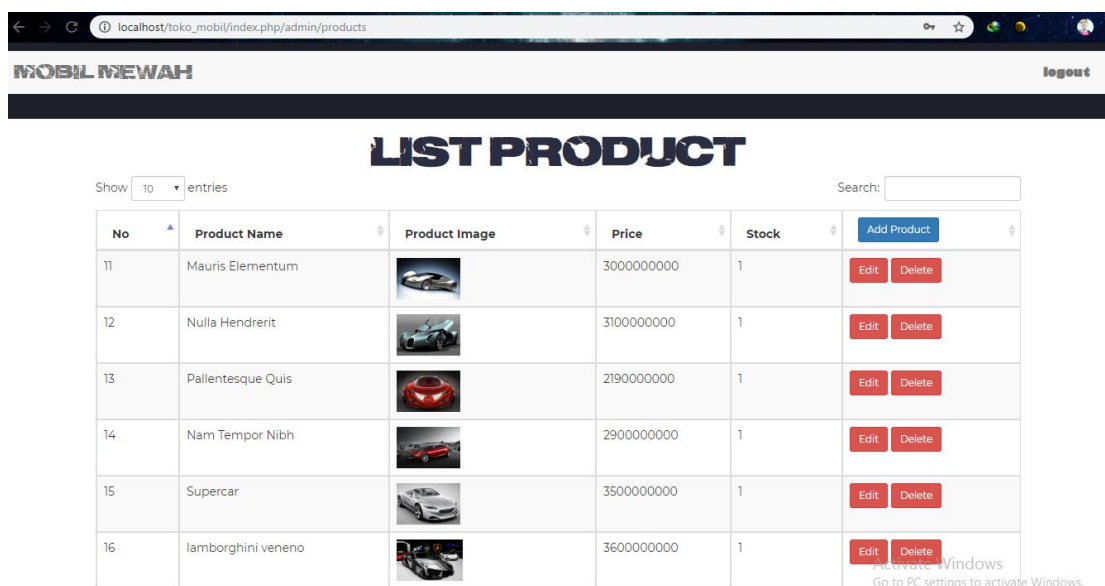 localhost/toko_mobil/index.php/admin/products
MOBIL MEWAH
logout
LIST PRODUCT
Show 10 entries
Search:
No Product Name Product Image Price Stock Add Product
11 Mauris Elementum 3000000000 1 Edit Delete
12 Nulla Hendrerit 3100000000 1 Edit Delete
13 Pallentesque Quis 2190000000 1 Edit Delete
14 Nam Tempor Nibh 2900000000 1 Edit Delete
15 Supercar 3500000000 1 Edit Delete
16 lamborghini veneno 3600000000 1 Edit Delete
Activate Windows
Go to PC settings to activate Windows.